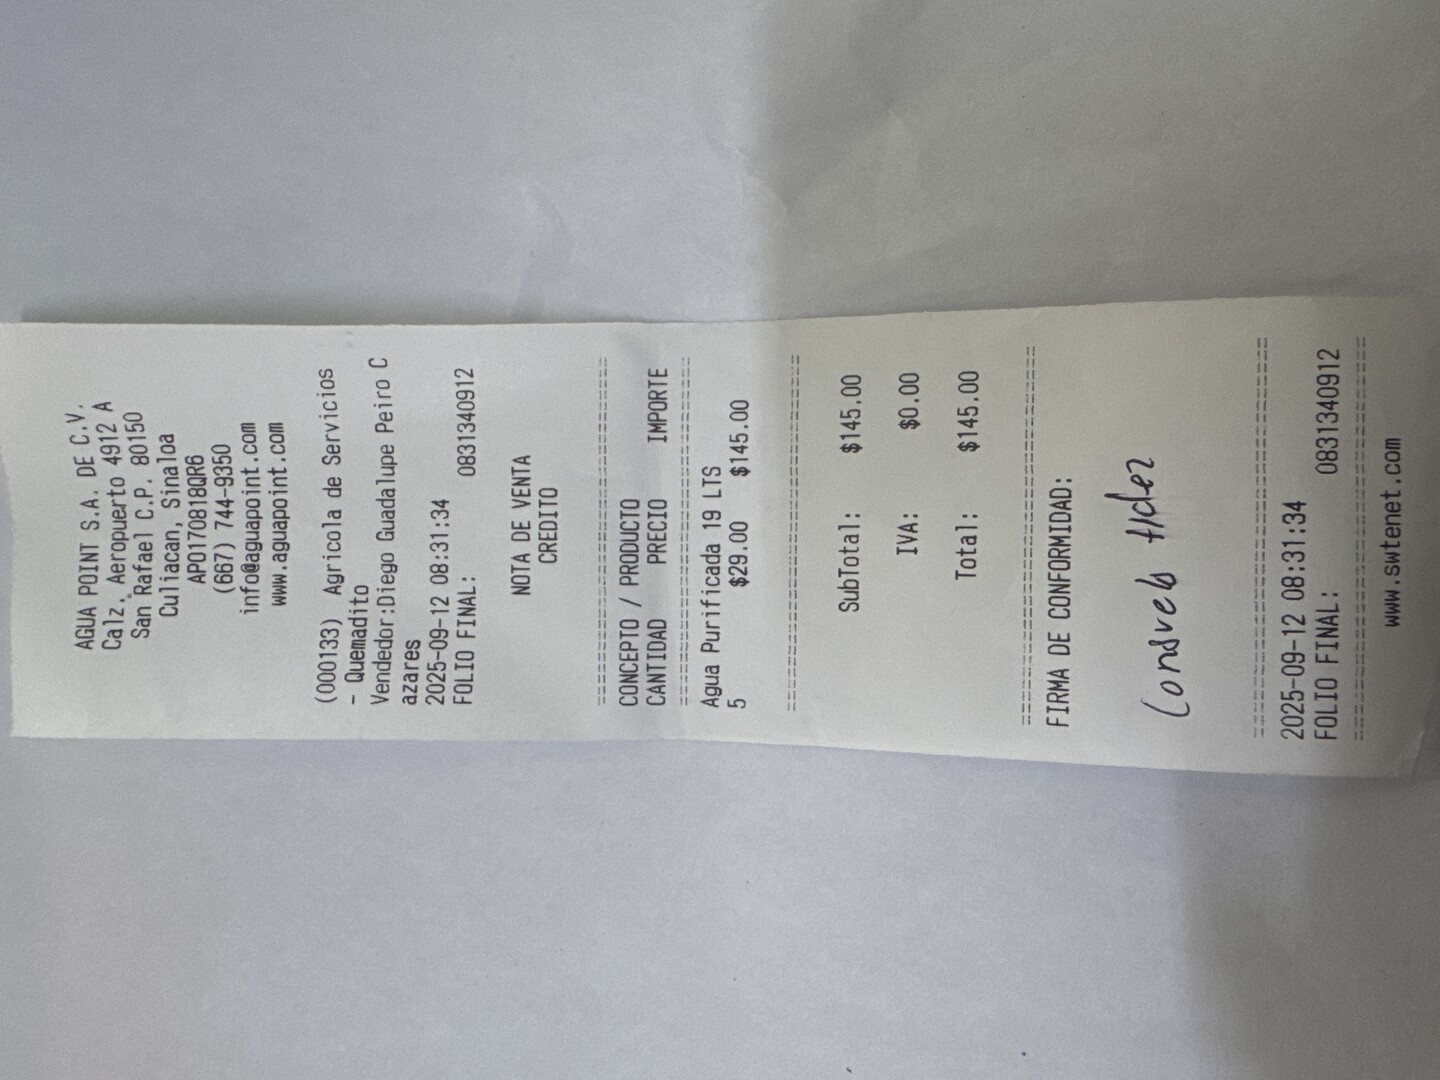 AGUA POINT S.A. DE C.V.
Calz. Aeropuerto 4912 A
San Rafael C.P. 80150
Culiacan, Sinaloa
APO170818QR6
(667) 744-9350
info@aguapoint.com
www.aguapoint.com
(000133) Agricola de Servicios
- Quemadito
Vendedor:Diego Guadalupe Peiro C
azares
2025-09-12 08:31:34
FOLIO FINAL: 0831340912
NOTA DE VENTA
CREDITO
================================
CONCEPTO / PRODUCTO
CANTIDAD PRECIO IMPORTE
================================
Agua Purificada 19 LTS
5 $29.00 $145.00
================================
SubTotal: $145.00
IVA: $0.00
Total: $145.00
================================
FIRMA DE CONFORMIDAD:
================================
2025-09-12 08:31:34
FOLIO FINAL: 0831340912
================================
www.swtenet.com